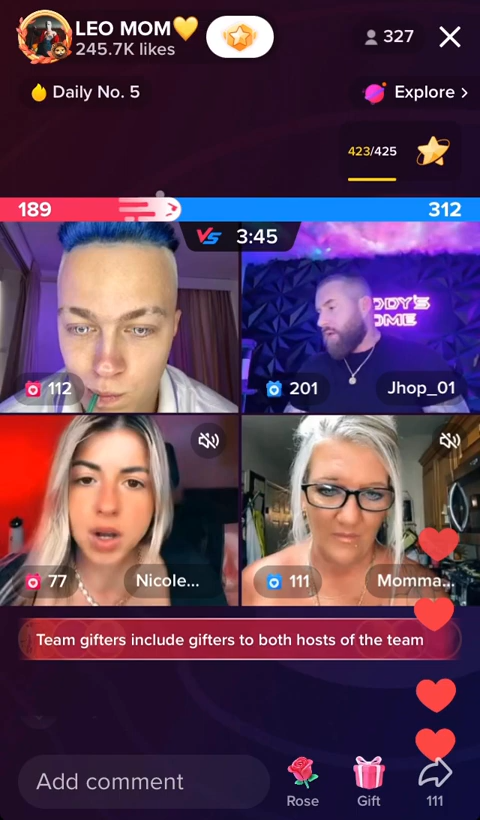 LEO MOM💛
245.7K likes
327
Daily No. 5
Explore >
423/425
189
312
VS 3:45
112
201
Jhop_01
77
Nicole...
111
Momma...
Team gifters include gifters to both hosts of the team
Add comment
Rose
Gift
111